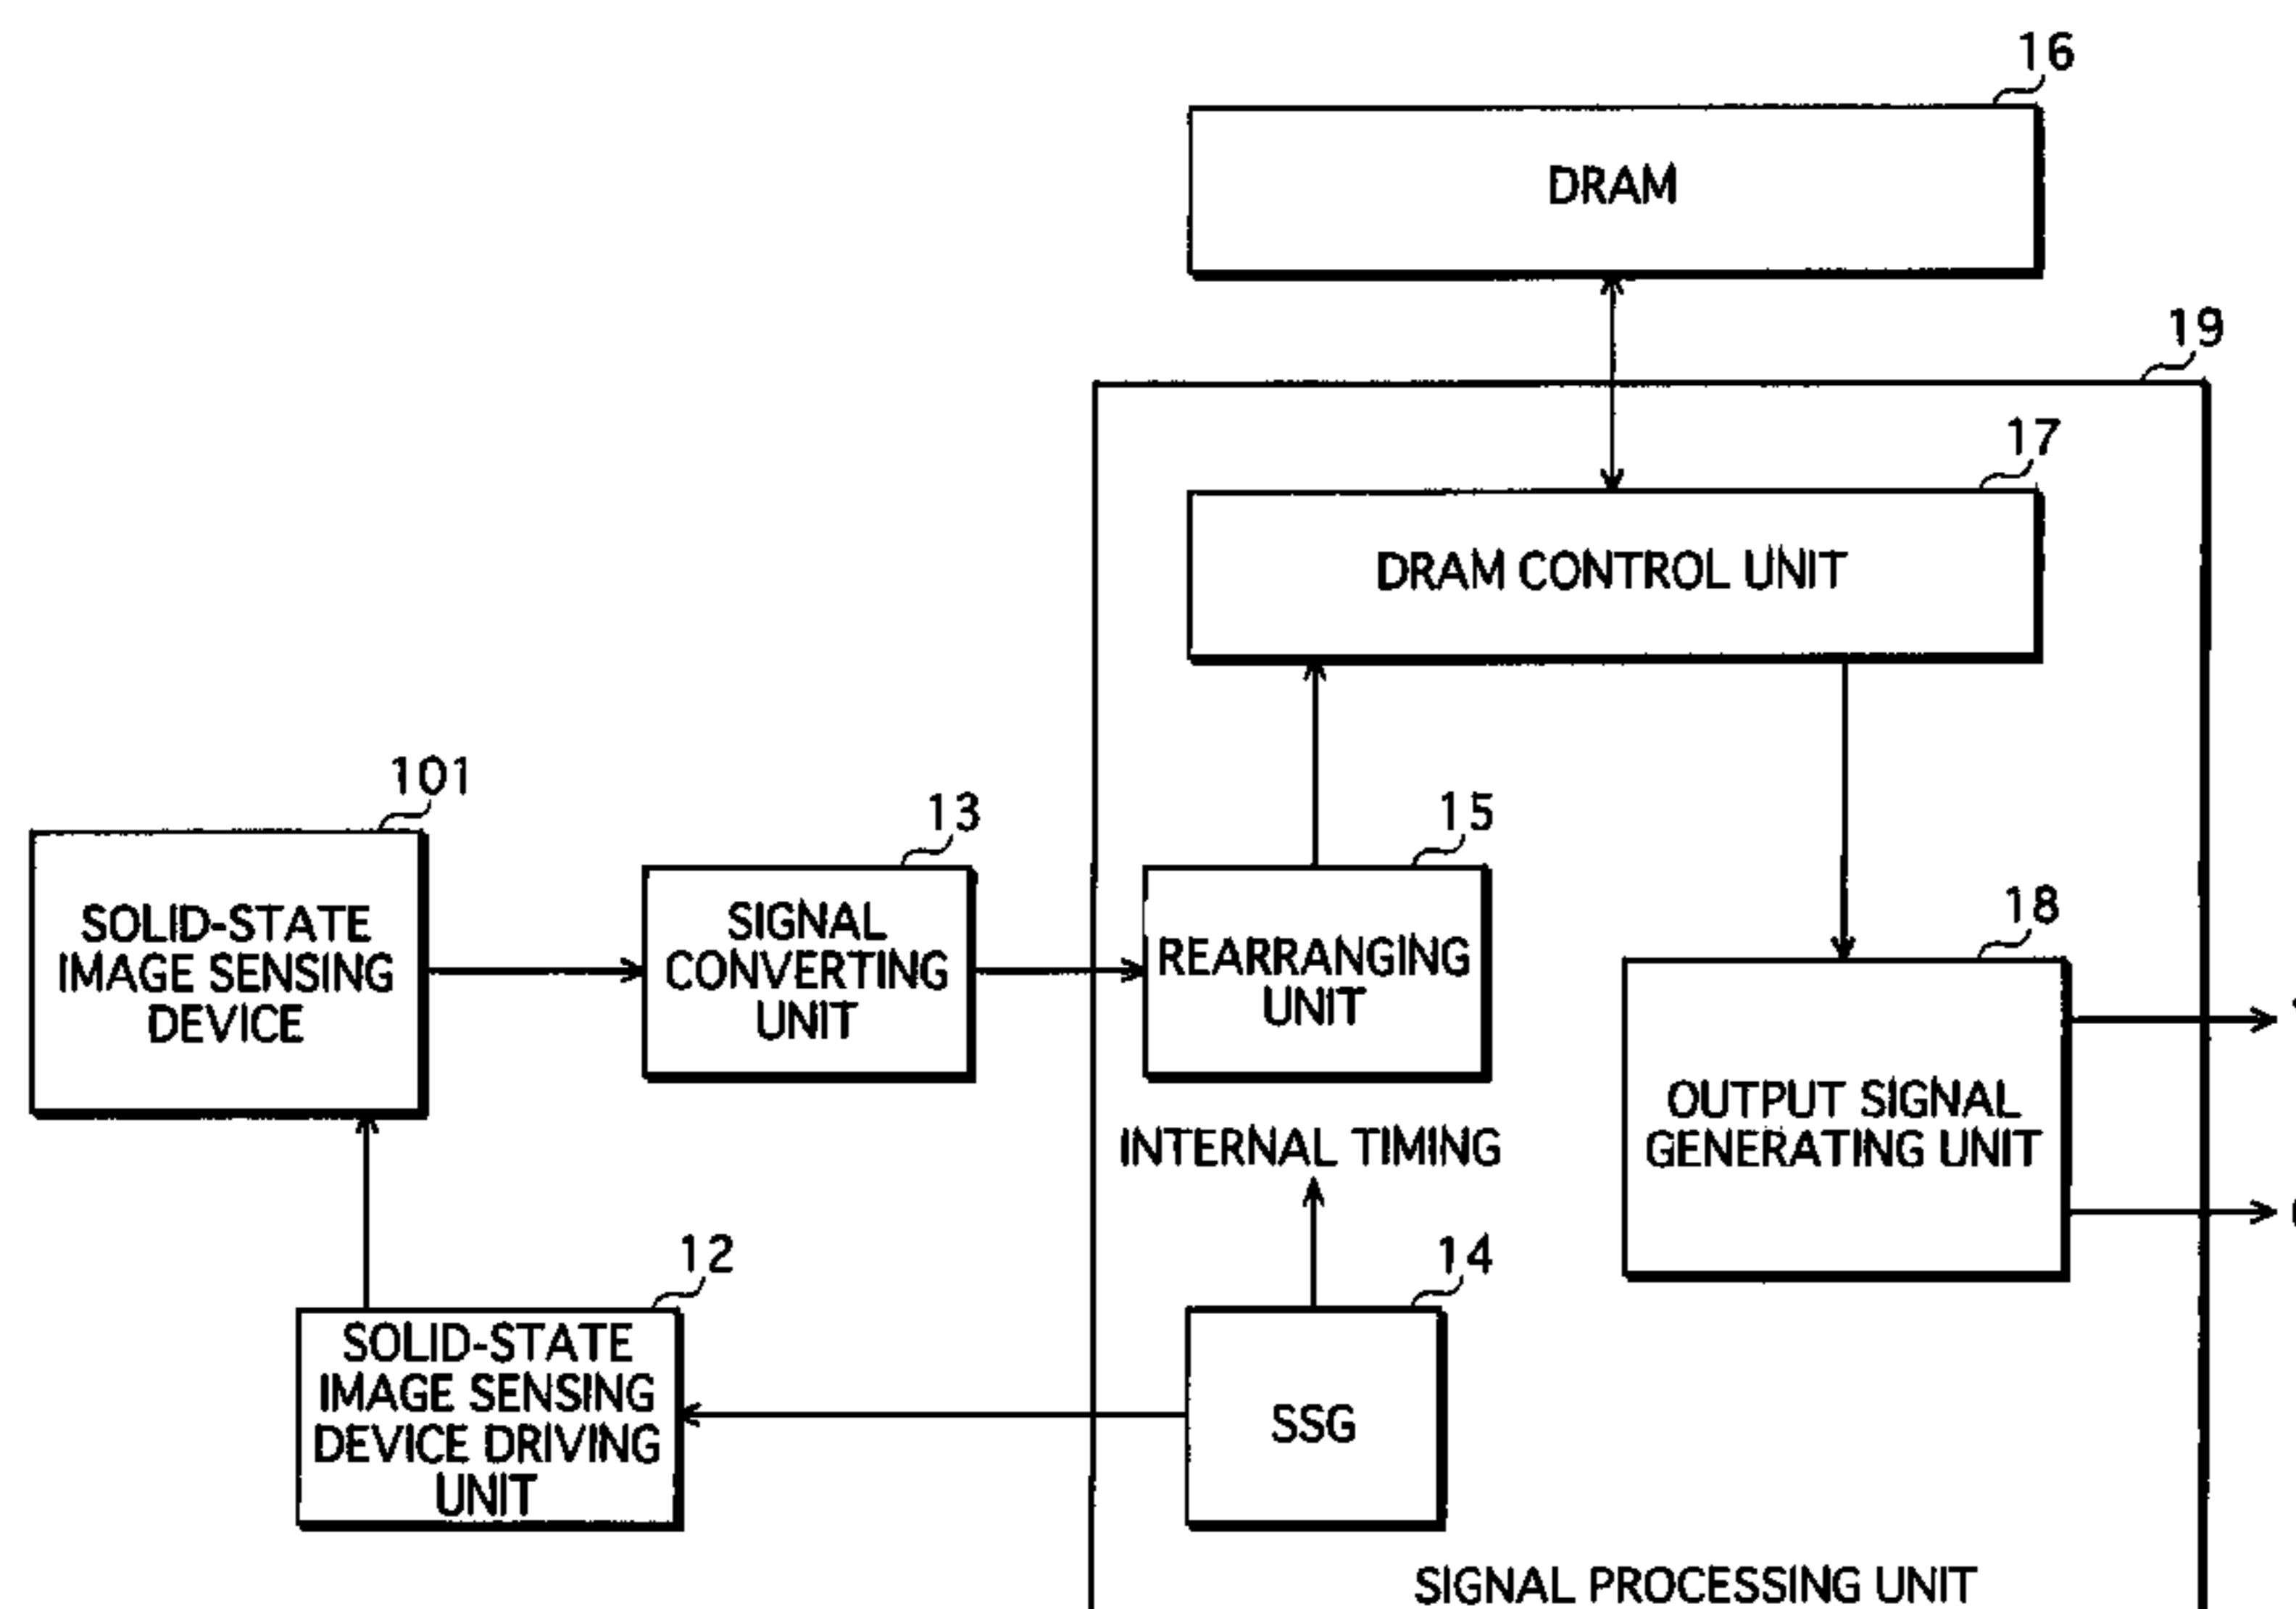 16
DRAM
19
17
DRAM CONTROL UNIT
101
SOLID-STATE
IMAGE SENSING
DEVICE
13
SIGNAL
CONVERTING
UNIT
15
REARRANGING
UNIT
18
OUTPUT SIGNAL
GENERATING UNIT
INTERNAL TIMING
12
SOLID-STATE
IMAGE SENSING
DEVICE DRIVING
UNIT
14
SSG
SIGNAL PROCESSING UNIT